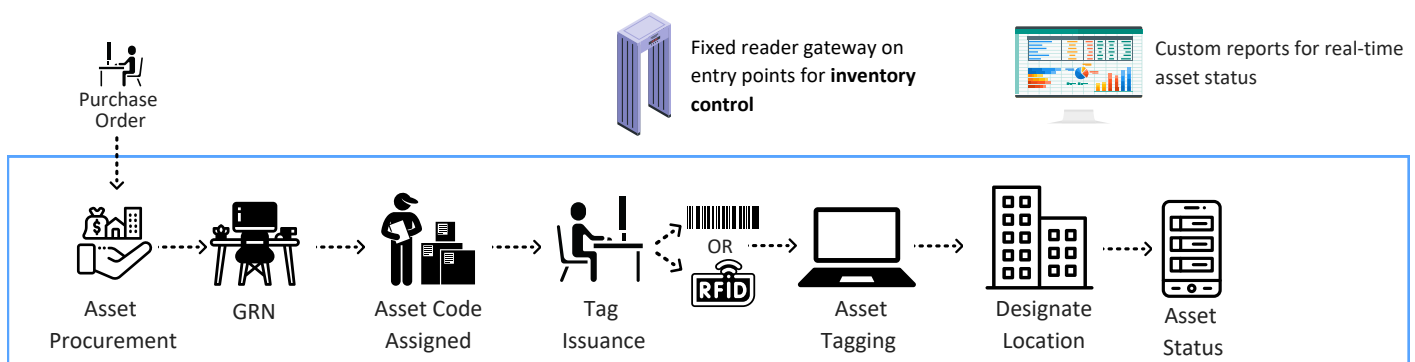 Purchase
Order
Fixed reader gateway on
entry points for inventory
control
Custom reports for real-time
asset status
Asset
Procurement
GRN
Asset Code
Assigned
Tag
Issuance
OR
RFID
Asset
Tagging
Designate
Location
Asset
Status